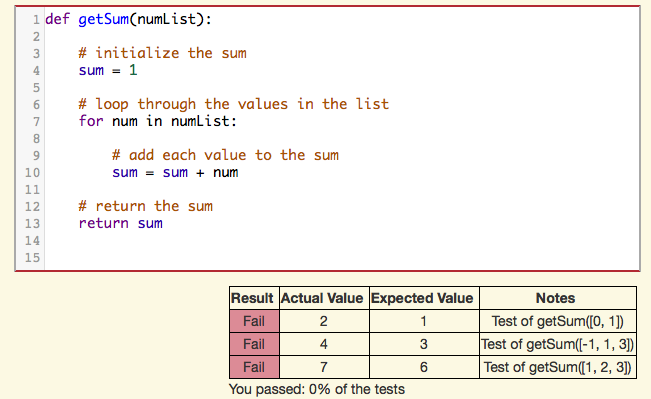 1 def getSum(numList):
2
3 # initialize the sum
4 sum = 1
5
6 # loop through the values in the list
7 for num in numList:
8
9 # add each value to the sum
10 sum = sum + num
11
12 # return the sum
13 return sum
14
15
Result Actual Value Expected Value Notes
Fail 2 1 Test of getSum([0, 1])
Fail 4 3 Test of getSum([-1, 1, 3])
Fail 7 6 Test of getSum([1, 2, 3])
You passed: 0% of the tests